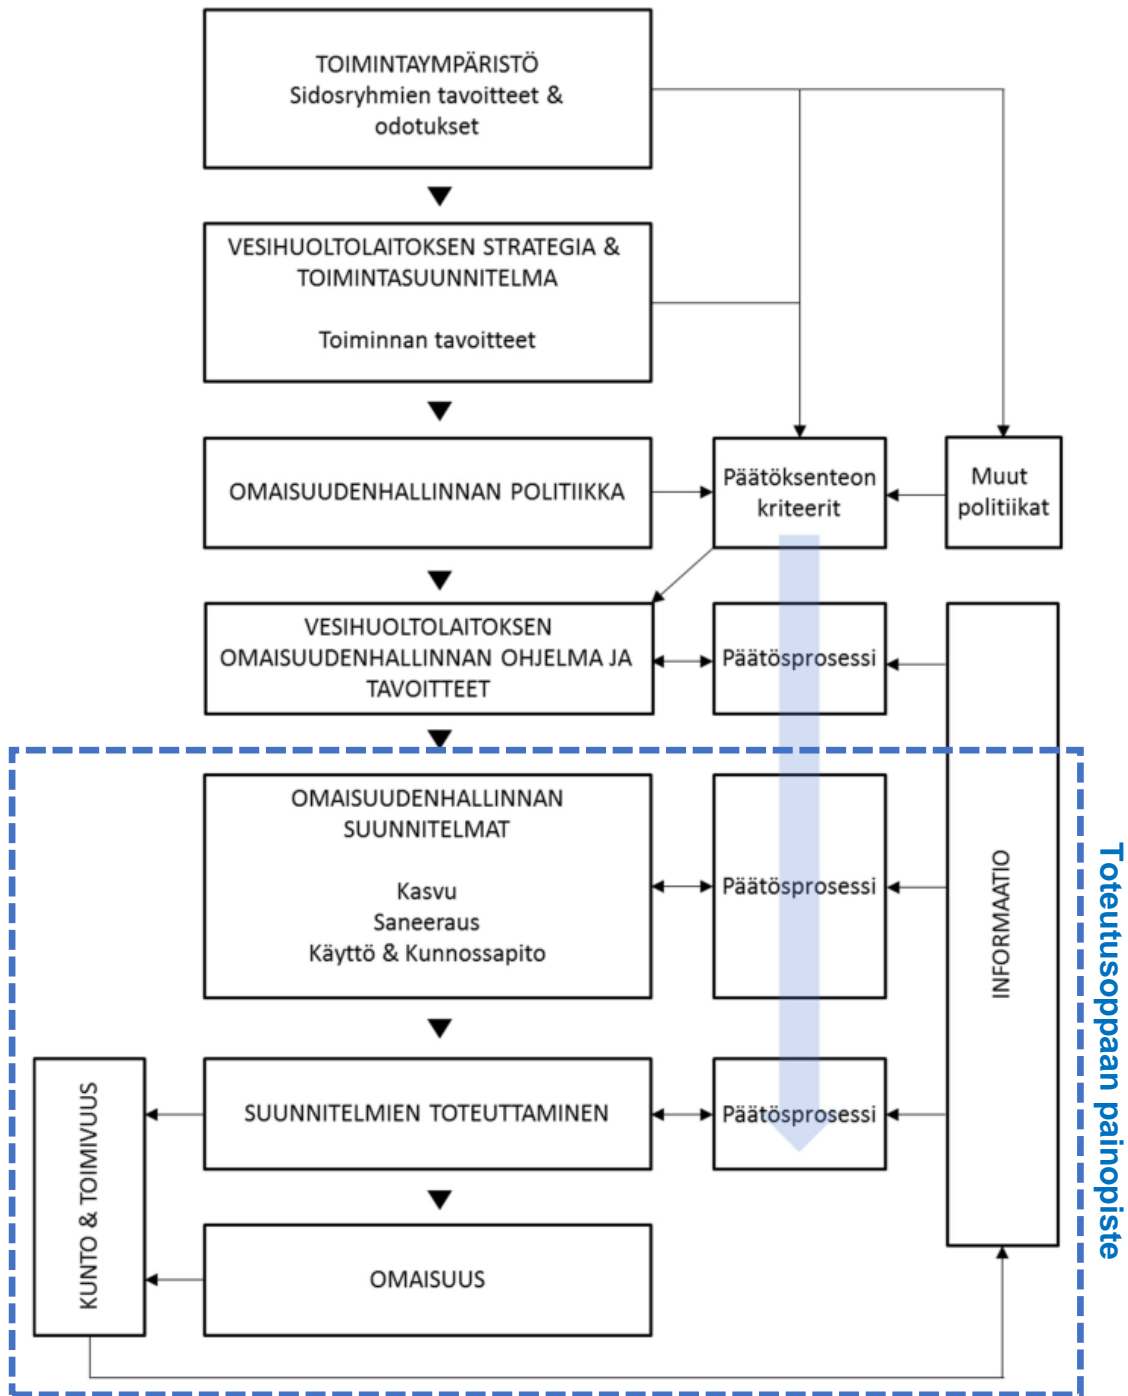 TOIMINTAYMPÄRISTÖ
Sidosryhmien tavoitteet &
odotukset
VESIHUOLTOLAITOKSEN STRATEGIA &
TOIMINTASUUNNITELMA
Toiminnan tavoitteet
OMAISUUDENHALLINNAN POLITIIKKA
Päätöksenteon
kriteerit
Muut
politiikat
VESIHUOLTOLAITOKSEN
OMAISUUDENHALLINNAN OHJELMA JA
TAVOITTEET
Päätösprosessi
OMAISUUDENHALLINNAN
SUUNNITELMAT
Kasvu
Saneeraus
Käyttö & Kunnossapito
Päätösprosessi
INFORMAATIO
Toteutusoppaan painopiste
KUNTO & TOIMIVUUS
SUUNNITELMIEN TOTEUTTAMINEN
Päätösprosessi
OMAISUUS